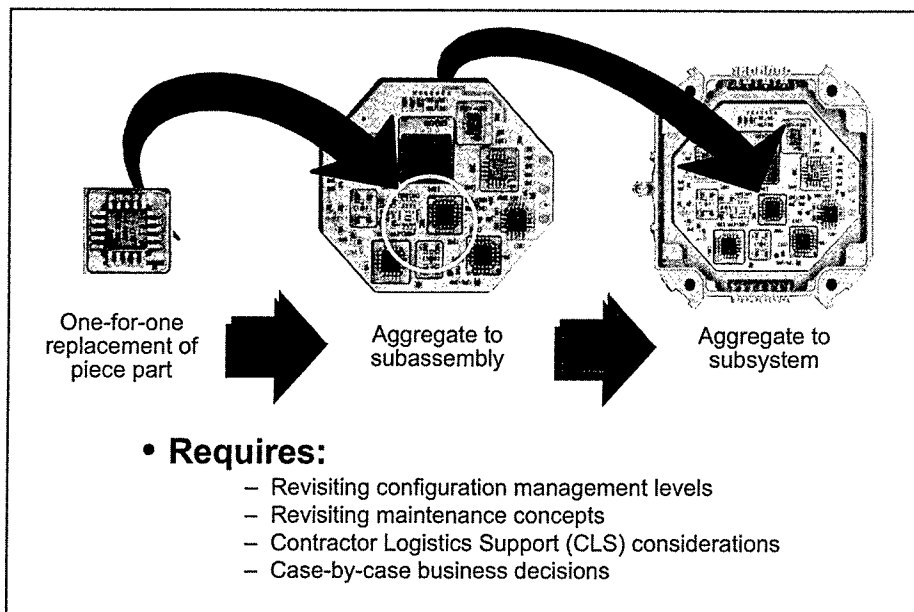 One-for-one
replacement of
piece part
Aggregate to
subassembly
Aggregate to
subsystem
• Requires:
– Revisiting configuration management levels
– Revisiting maintenance concepts
– Contractor Logistics Support (CLS) considerations
– Case-by-case business decisions